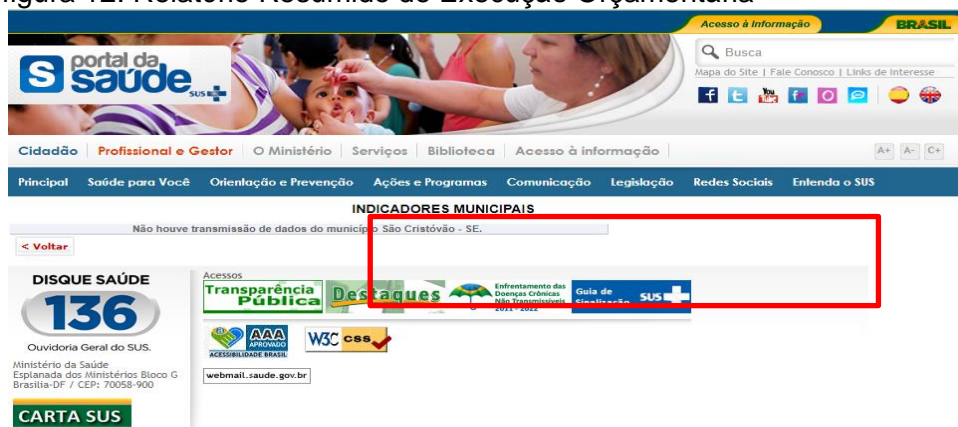 figura 12: Relatório Resumido de Execução Orçamentária
Acesso à Informação BRASIL
S portal da saúde SUS
Busca
Mapa do Site | Fale Conosco | Links de Interesse
Cidadão Profissional e Gestor O Ministério Serviços Biblioteca Acesso à informação A+ A- C+
Principal Saúde para Você Orientação e Prevenção Ações e Programas Comunicação Legislação Redes Sociais Entenda o SUS
INDICADORES MUNICIPAIS
Não houve transmissão de dados do município São Cristóvão - SE.
< Voltar
DISQUE SAÚDE
136
Ouvidoria Geral do SUS.
Ministério da Saúde
Esplanada dos Ministérios Bloco G
Brasília-DF / CEP: 70058-900
CARTA SUS
Acessos
Transparência
Pública
Destaques
Enfrentamento das
Doenças Crônicas
Não Transmissíveis
2011 - 2022
Guia de
Sinalização SUS
AAA
APROVADO
ACESSIBILIDADE BRASIL
W3C css
webmail.saude.gov.br